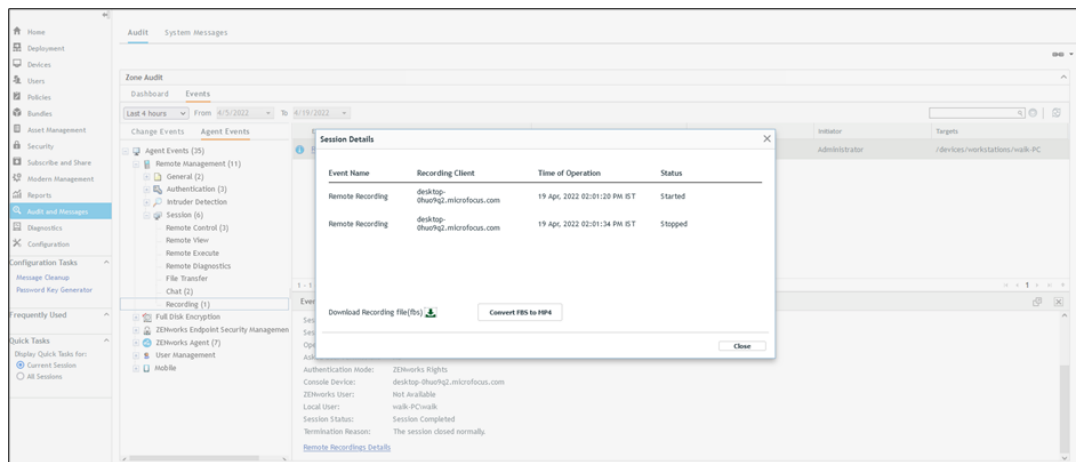 Home
Deployment
Devices
Users
Policies
Bundles
Asset Management
Security
Subscribe and Share
Modern Management
Reports
Audit and Messages
Diagnostics
Configuration
Configuration Tasks
Message Cleanup
Password Key Generator
Frequently Used
Quick Tasks
Display Quick Tasks for:
Current Session
All Sessions
Audit System Messages
Zone Audit
Dashboard Events
Last 4 hours From 4/5/2022 To 4/19/2022
Change Events Agent Events
Agent Events (35)
Remote Management (11)
General (2)
Authentication (3)
Intruder Detection
Session (6)
Remote Control (3)
Remote View
Remote Execute
Remote Diagnostics
File Transfer
Chat (2)
Recording (1)
Full Disk Encryption
ZENworks Endpoint Security Managemen
ZENworks Agent (7)
User Management
Mobile
Initiator Targets
Administrator /devices/workstations/walk-PC
1 - 1
1
Session Details
Event Name Recording Client Time of Operation Status
Remote Recording desktop-0huo9q2.microfocus.com 19 Apr, 2022 02:01:20 PM IST Started
Remote Recording desktop-0huo9q2.microfocus.com 19 Apr, 2022 02:01:34 PM IST Stopped
Download Recording file(fbs) Convert FBS to MP4
Close
Authentication Mode: ZENworks Rights
Console Device: desktop-0huo9q2.microfocus.com
ZENworks User: Not Available
Local User: walk-PC\walk
Session Status: Session Completed
Termination Reason: The session closed normally.
Remote Recordings Details